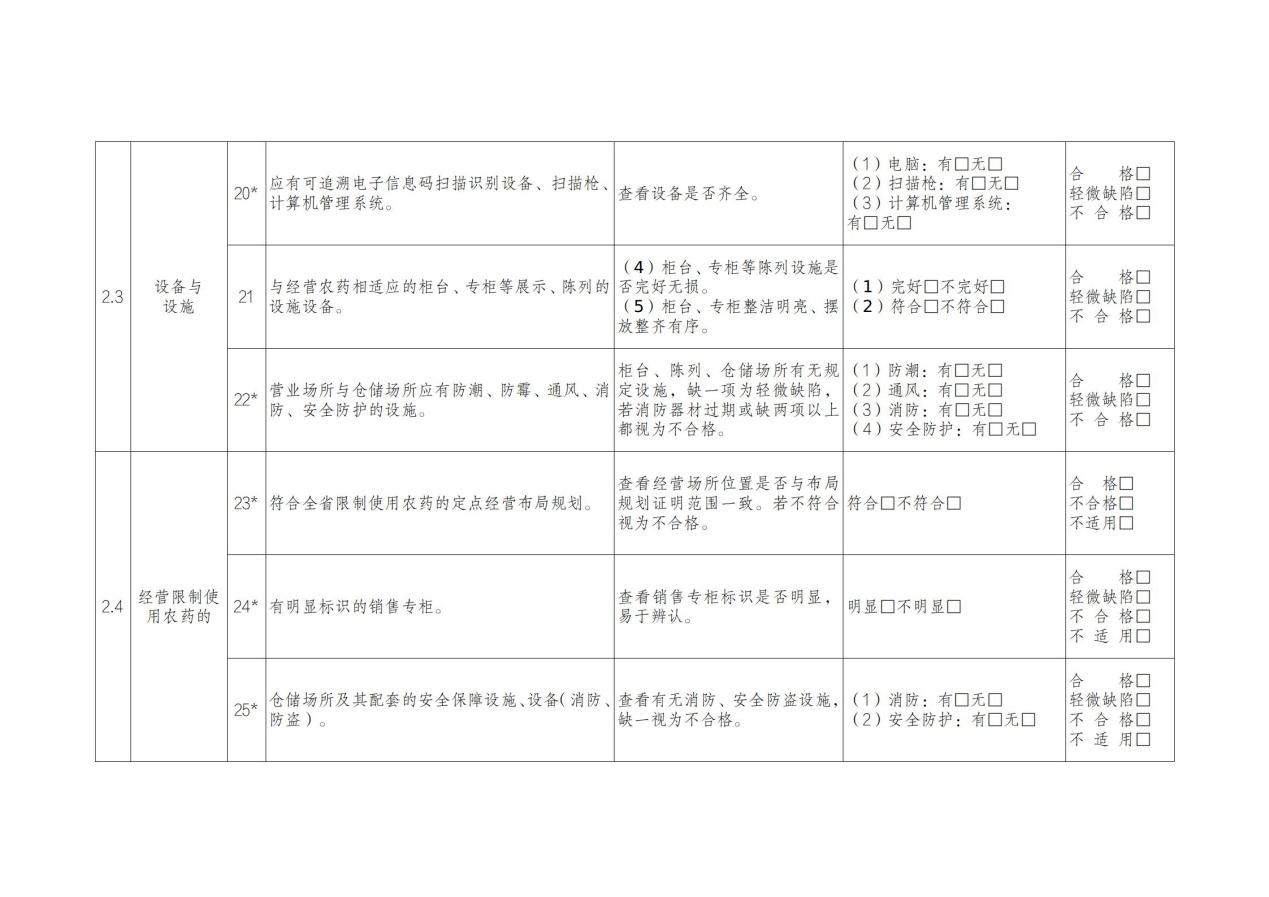 2.3
设备与
设施
20*
应有可追溯电子信息码扫描识别设备、扫描枪、
计算机管理系统。
查看设备是否齐全。
（1）电脑：有□无□
（2）扫描枪：有□无□
（3）计算机管理系统：
有□无□
合　　格□
轻微缺陷□
不 合 格□
21
与经营农药相适应的柜台、专柜等展示、陈列的
设施设备。
（4）柜台、专柜等陈列设施是
否完好无损。
（5）柜台、专柜整洁明亮、摆
放整齐有序。
（1）完好□不完好□
（2）符合□不符合□
合　　格□
轻微缺陷□
不 合 格□
22*
营业场所与仓储场所应有防潮、防霉、通风、消
防、安全防护的设施。
柜台、陈列、仓储场所有无规
定设施，缺一项为轻微缺陷，
若消防器材过期或缺两项以上
都视为不合格。
（1）防潮：有□无□
（2）通风：有□无□
（3）消防：有□无□
（4）安全防护：有□无□
合　　格□
轻微缺陷□
不 合 格□
2.4
经营限制使
用农药的
23*
符合全省限制使用农药的定点经营布局规划。
查看经营场所位置是否与布局
规划证明范围一致。若不符合
视为不合格。
符合□不符合□
合　格□
不合格□
不适用□
24*
有明显标识的销售专柜。
查看销售专柜标识是否明显，
易于辨认。
明显□不明显□
合　　格□
轻微缺陷□
不 合 格□
不 适 用□
25*
仓储场所及其配套的安全保障设施、设备（消防、
防盗）。
查看有无消防、安全防盗设施，
缺一视为不合格。
（1）消防：有□无□
（2）安全防护：有□无□
合　　格□
轻微缺陷□
不 合 格□
不 适 用□